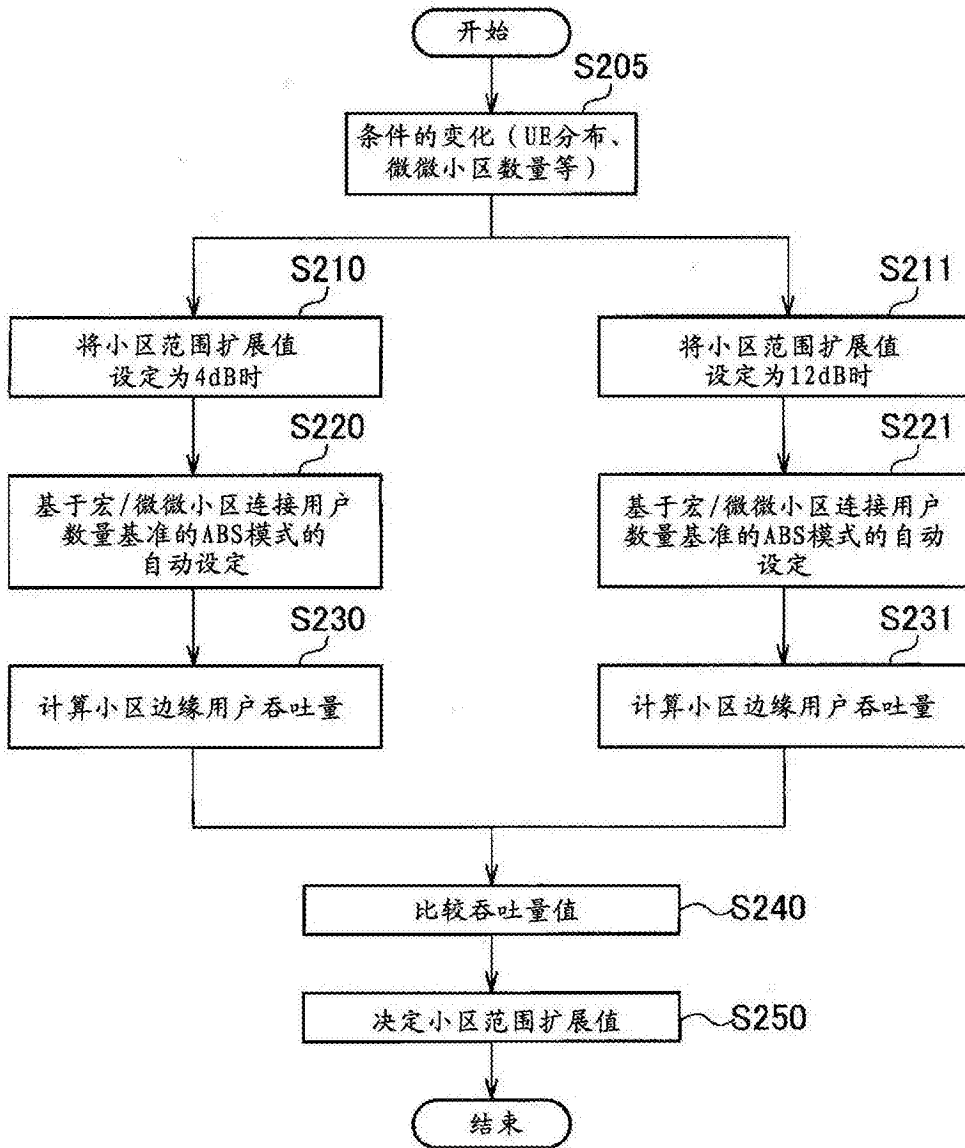 开始
S205
条件的变化（UE分布、
微微小区数量等）
S210
将小区范围扩展值
设定为4dB时
S211
将小区范围扩展值
设定为12dB时
S220
基于宏/微微小区连接用户
数量基准的ABS模式的
自动设定
S221
基于宏/微微小区连接用户
数量基准的ABS模式的自动
设定
S230
计算小区边缘用户吞吐量
S231
计算小区边缘用户吞吐量
比较吞吐量值
S240
决定小区范围扩展值
S250
结束